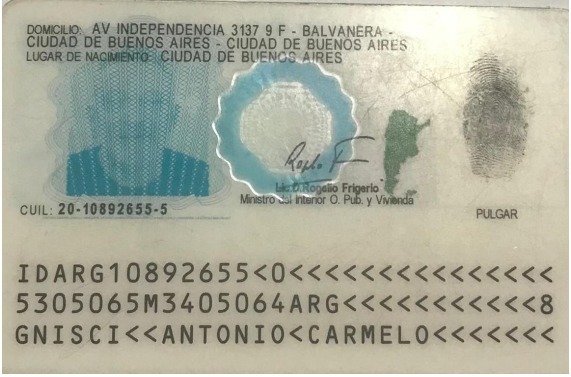 DOMICILIO: AV INDEPENDENCIA 3137 9 F - BALVANERA -
CIUDAD DE BUENOS AIRES - CIUDAD DE BUENOS AIRES
LUGAR DE NACIMIENTO: CIUDAD DE BUENOS AIRES
Lic. D. Rogelio Frigerio
Ministro del Interior O. Pub. y Vivienda
CUIL: 20-10892655-5
PULGAR
IDARG10892655<0<<<<<<<<<<<<<<<
5305065M3405064ARG<<<<<<<<<<<8
GNISCI<<ANTONIO<CARMELO<<<<<<<